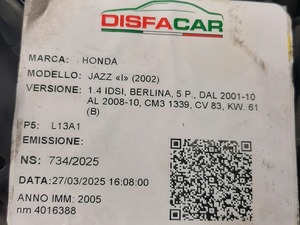 DISFACAR
MARCA: HONDA
MODELLO: JAZZ «I» (2002)
VERSIONE: 1.4 IDSI, BERLINA, 5 P., DAL 2001-10
AL 2008-10, CM3 1339, CV 83, KW. 61
(B)
P5: L13A1
EMISSIONE:
NS: 734/2025
DATA:27/03/2025 16:08:00
ANNO IMM: 2005
nm 4016388